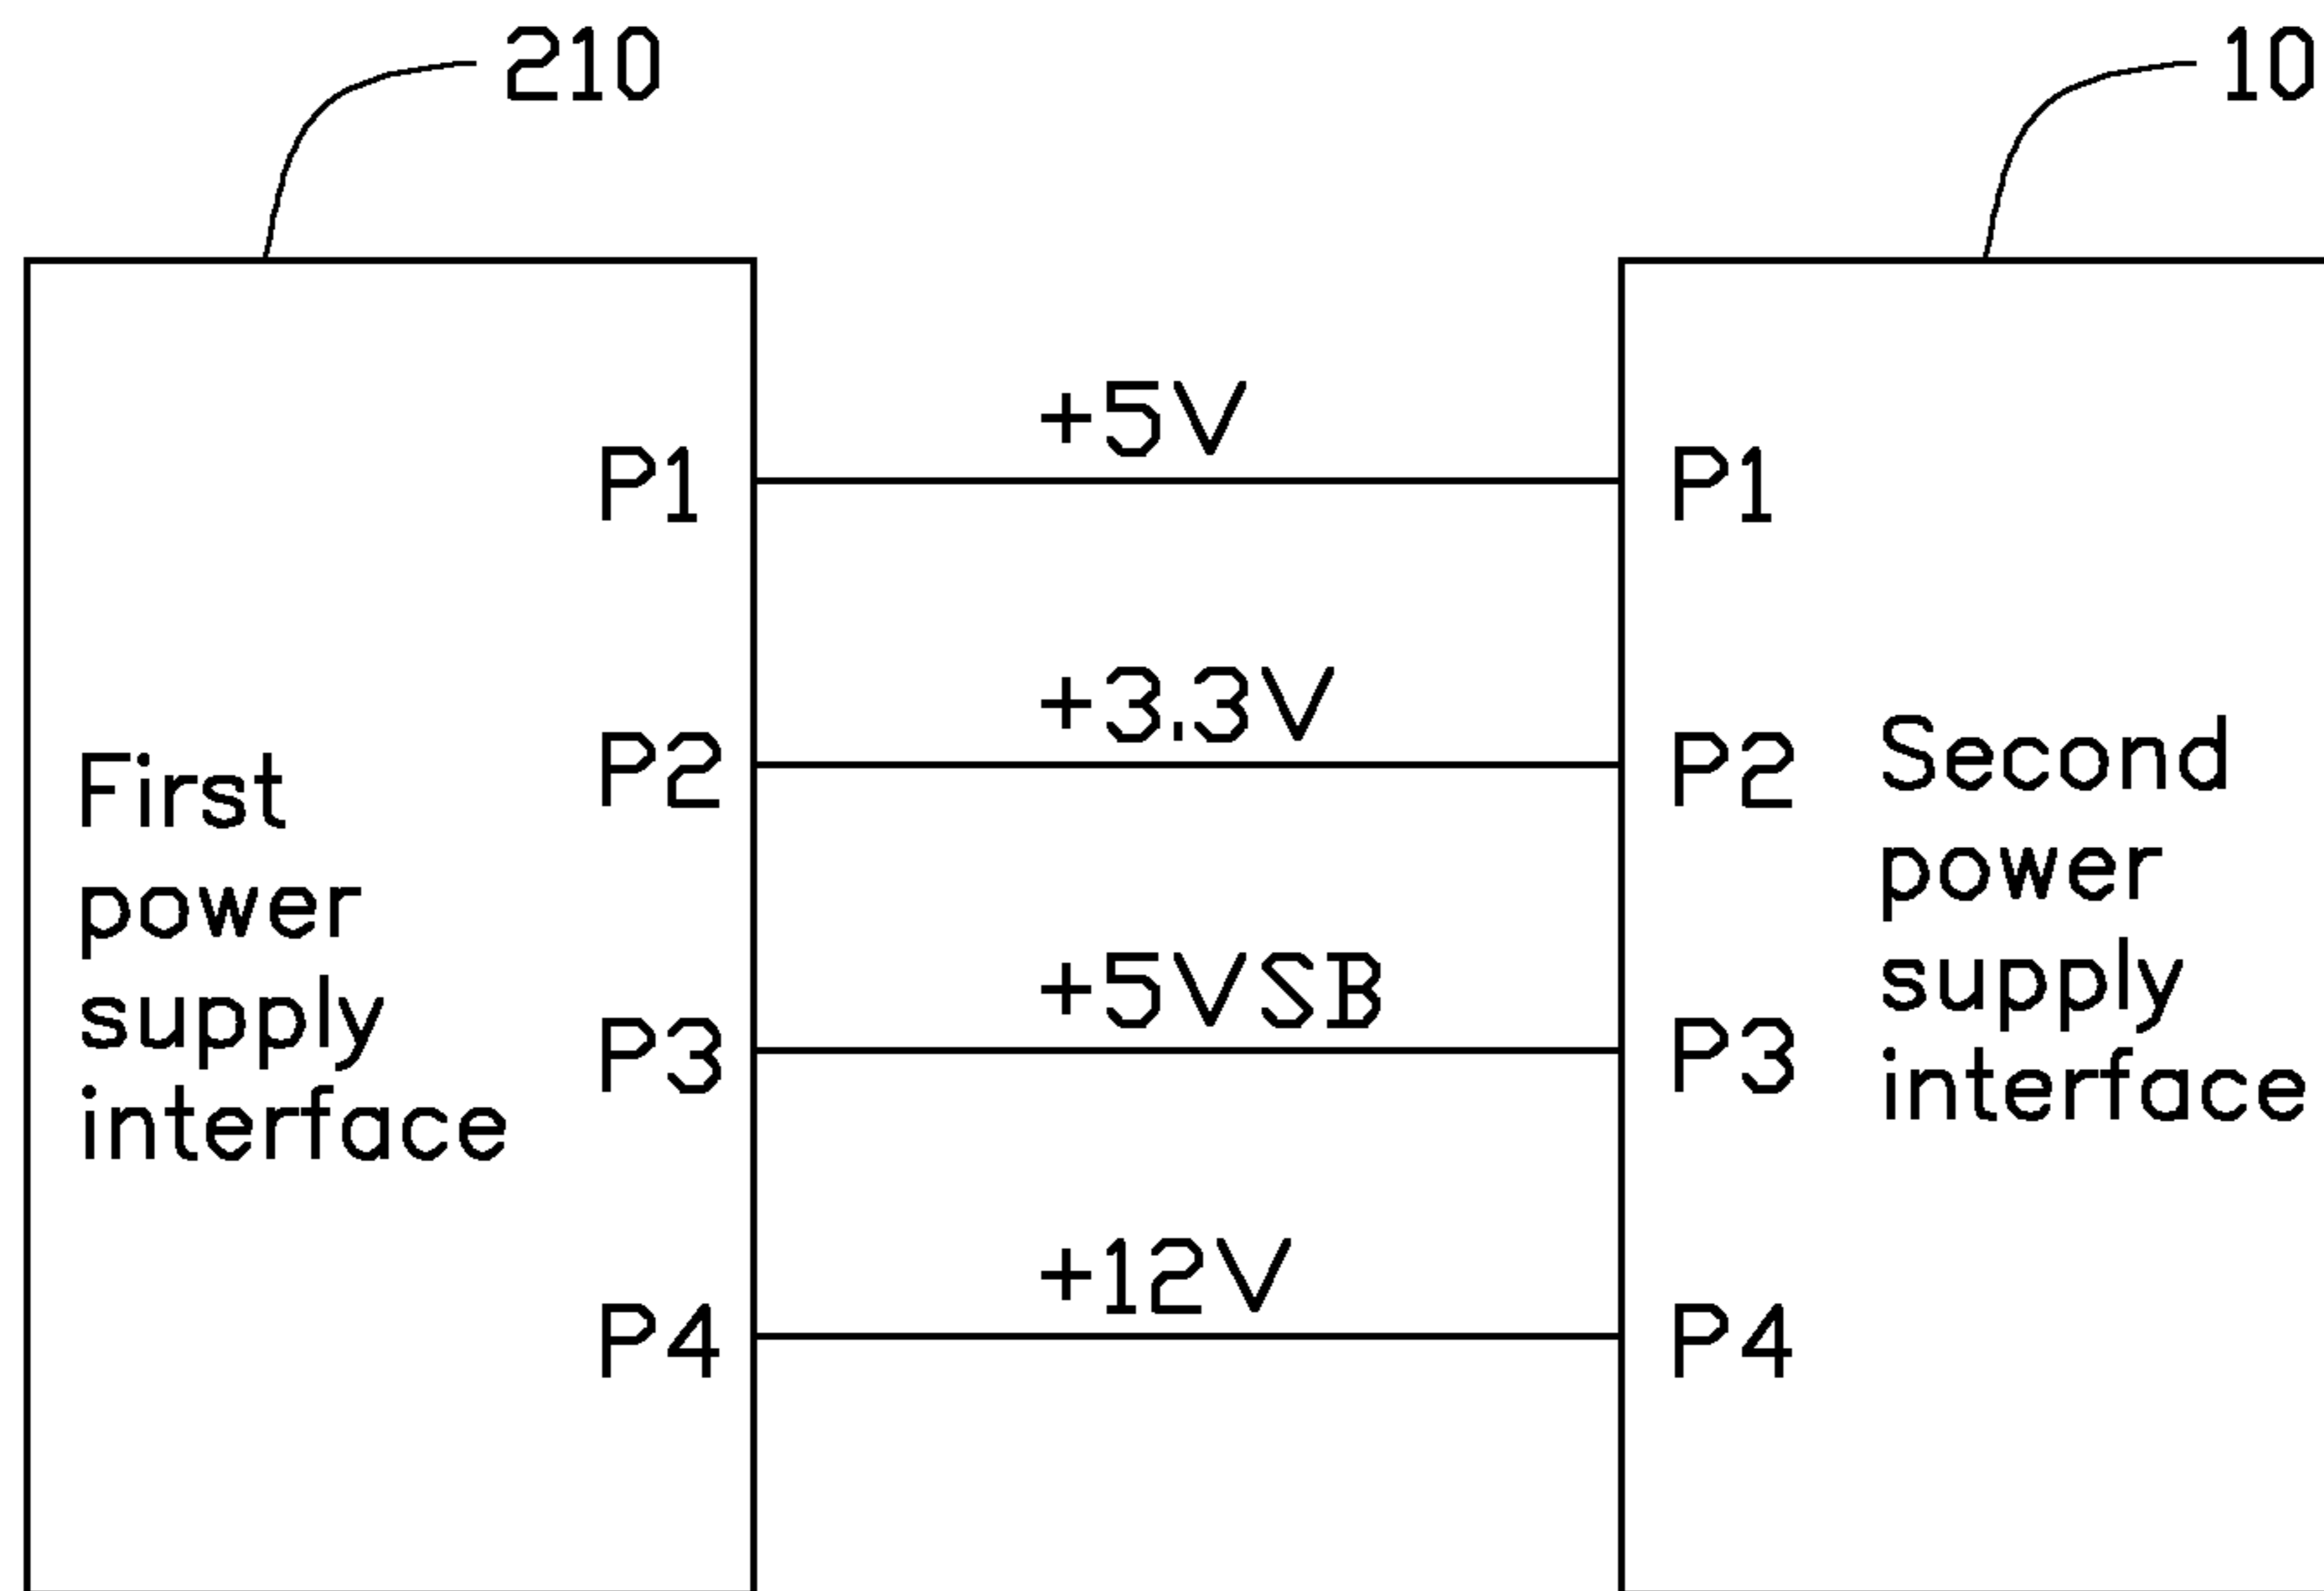 210
10
+5V
P1
P1
+3.3V
P2
P2
First
power
supply
interface
Second
power
supply
interface
+5VSB
P3
P3
+12V
P4
P4